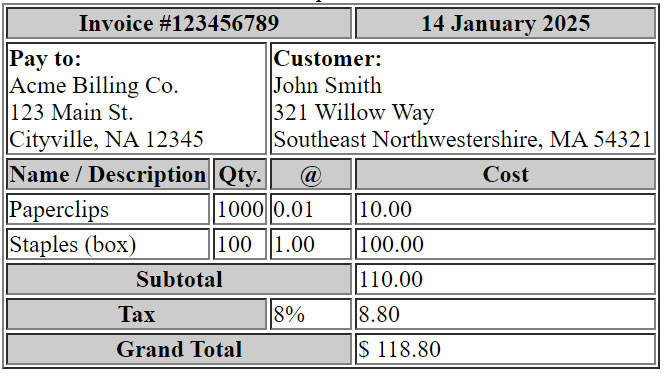 Invoice #123456789 14 January 2025
Pay to:
Acme Billing Co.
123 Main St.
Cityville, NA 12345
Customer:
John Smith
321 Willow Way
Southeast Northwestershire, MA 54321
Name / Description Qty. @ Cost
Paperclips 1000 0.01 10.00
Staples (box) 100 1.00 100.00
Subtotal 110.00
Tax 8% 8.80
Grand Total $ 118.80